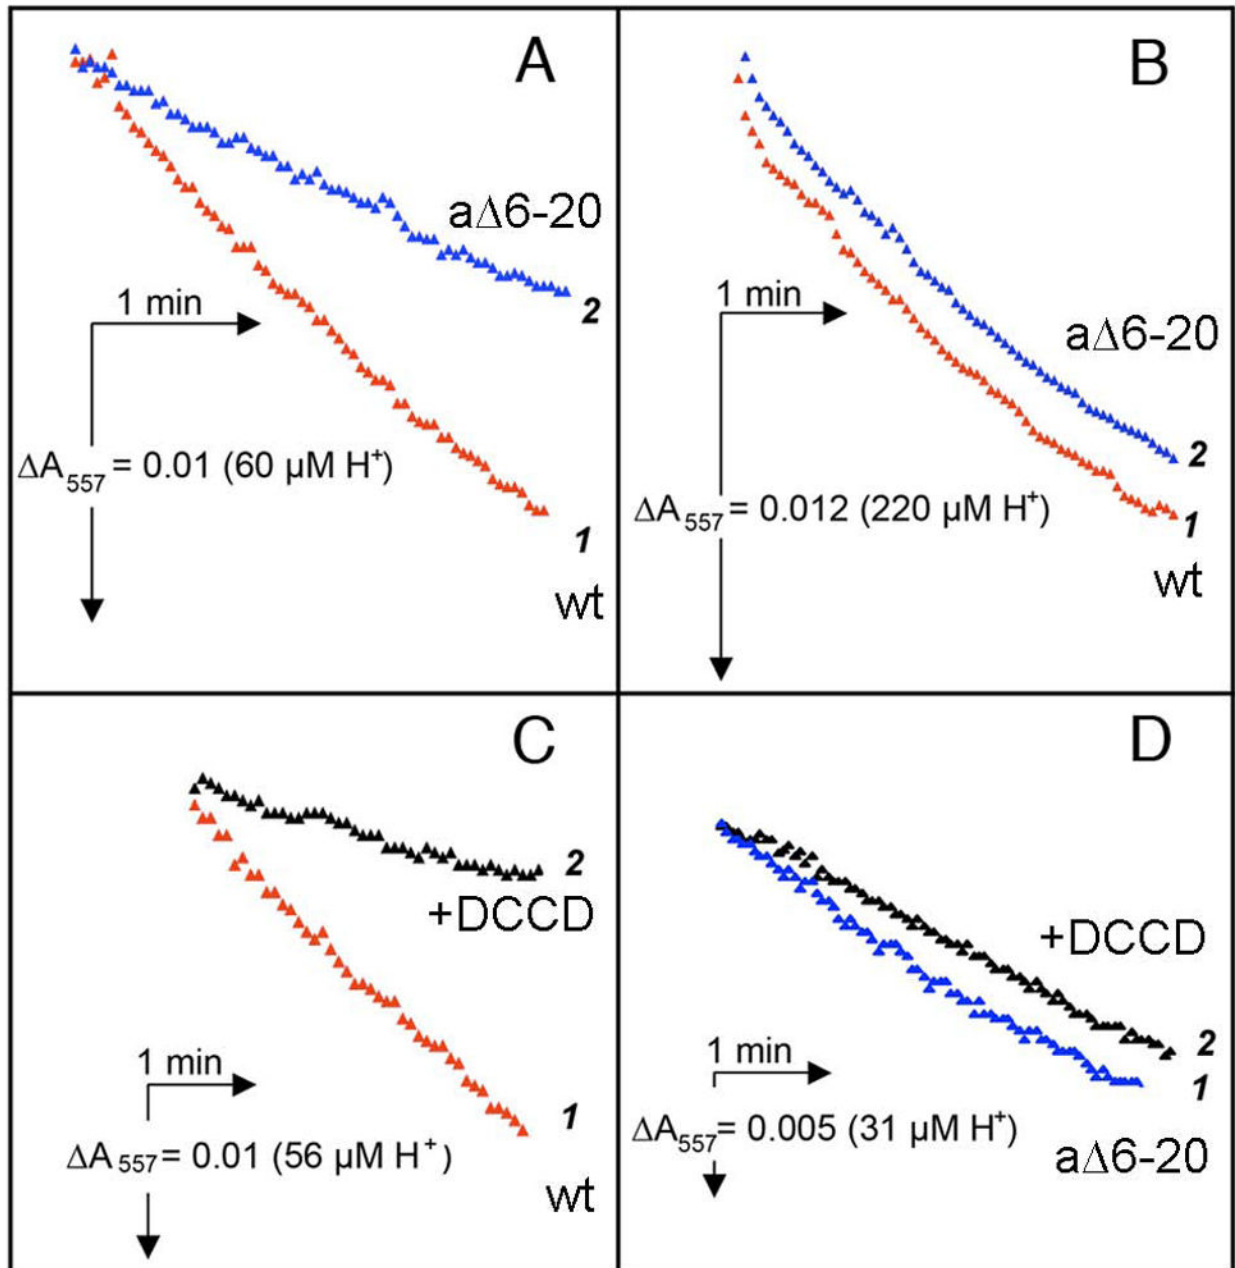 A
aΔ6-20
1 min
2
ΔA557 = 0.01 (60 µM H+)
1
wt
B
1 min
aΔ6-20
2
ΔA557 = 0.012 (220 µM H+)
1
wt
C
2
+DCCD
1 min
1
ΔA557 = 0.01 (56 µM H+)
wt
D
+DCCD
1 min
2
1
ΔA557 = 0.005 (31 µM H+)
aΔ6-20